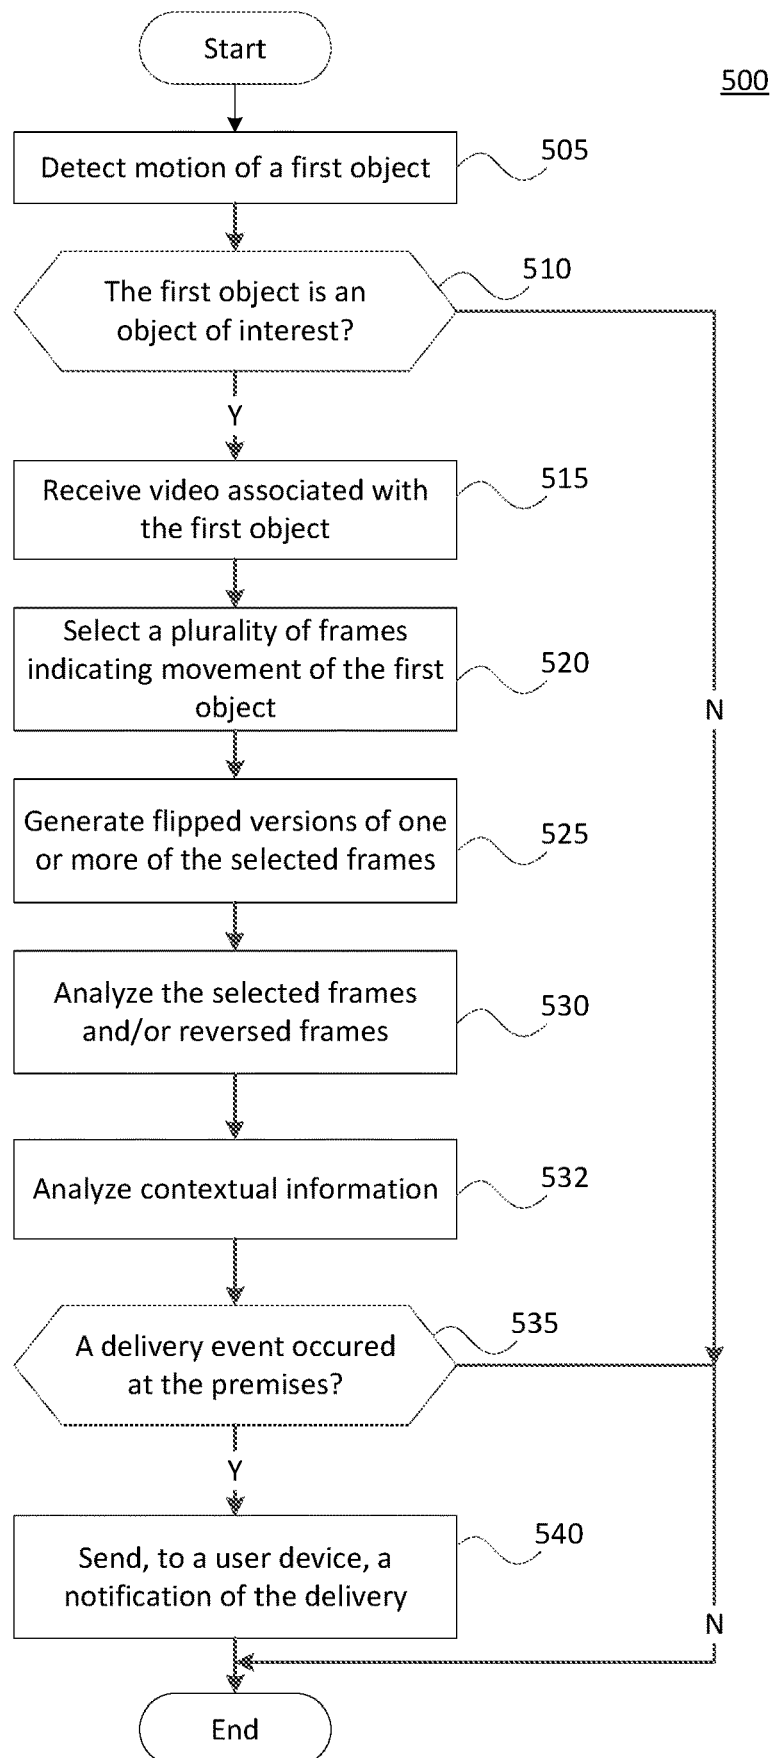 Start
500
Detect motion of a first object
505
The first object is an
object of interest?
510
Y
Receive video associated with
the first object
515
Select a plurality of frames
indicating movement of the first
object
520
N
Generate flipped versions of one
or more of the selected frames
525
Analyze the selected frames
and/or reversed frames
530
Analyze contextual information
532
A delivery event occured
at the premises?
535
Y
Send, to a user device, a
notification of the delivery
540
N
End